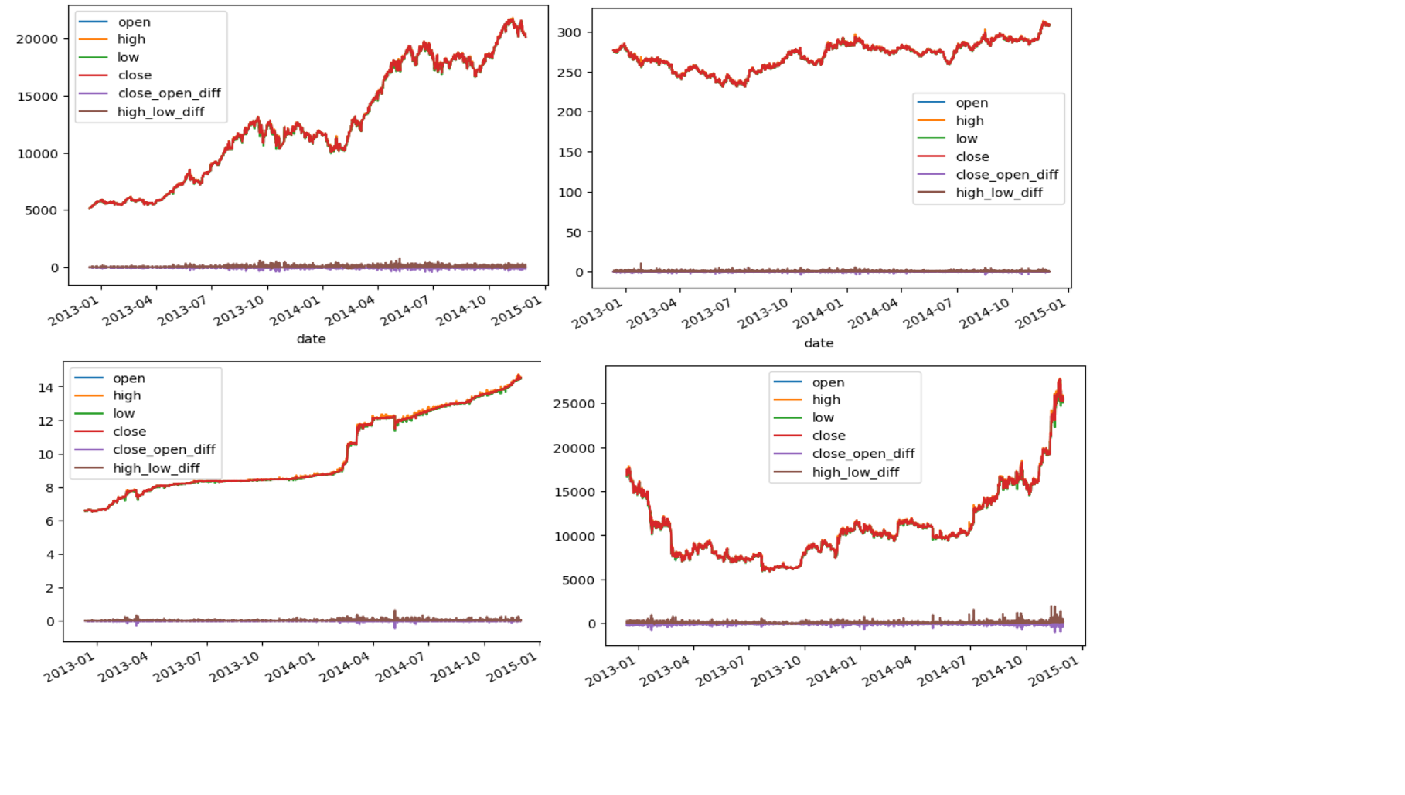 open
high
low
close
close_open_diff
high_low_diff
20000
15000
10000
5000
0
2013-01 2013-04 2013-07 2013-10 2014-01 2014-04 2014-07 2014-10 2015-01
date
300
250
200
150
100
50
0
open
high
low
close
close_open_diff
high_low_diff
2013-01 2013-04 2013-07 2013-10 2014-01 2014-04 2014-07 2014-10 2015-01
date
open
high
low
close
close_open_diff
high_low_diff
14
12
10
8
6
4
2
0
2013-01 2013-04 2013-07 2013-10 2014-01 2014-04 2014-07 2014-10 2015-01
open
high
low
close
close_open_diff
high_low_diff
25000
20000
15000
10000
5000
0
2013-01 2013-04 2013-07 2013-10 2014-01 2014-04 2014-07 2014-10 2015-01